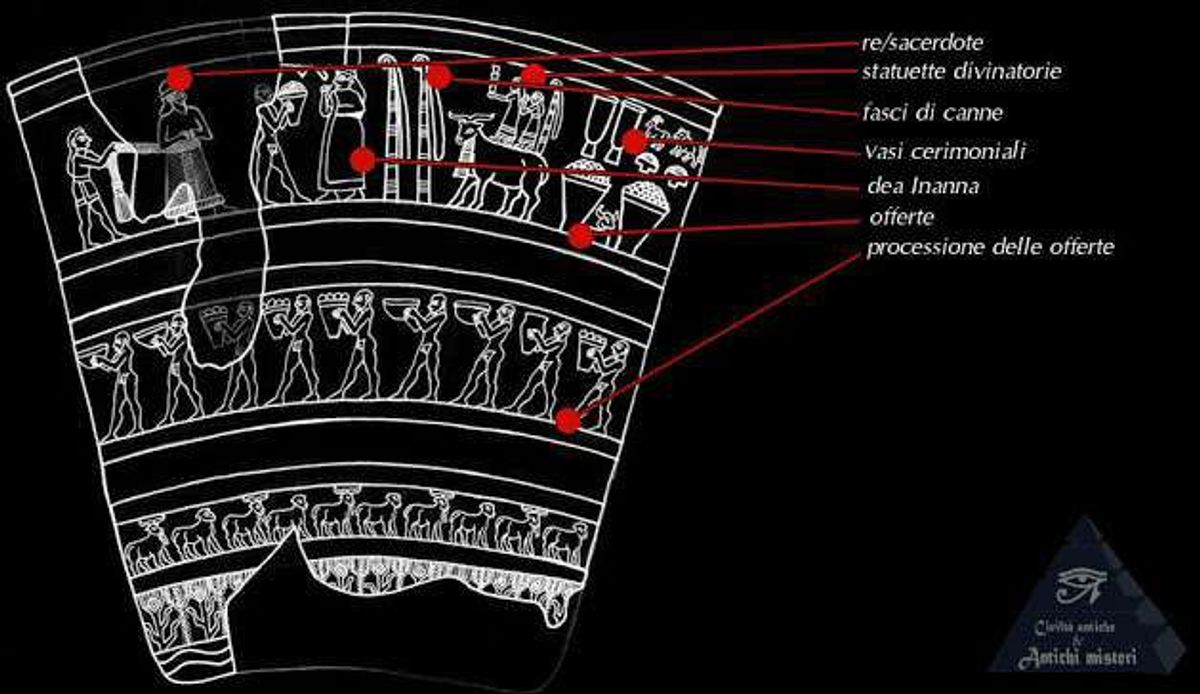 re/sacerdote
statuette divinatorie
fasci di canne
vasi cerimoniali
dea Inanna
offerte
processione delle offerte
Civiltà antiche
&
Antichi misteri